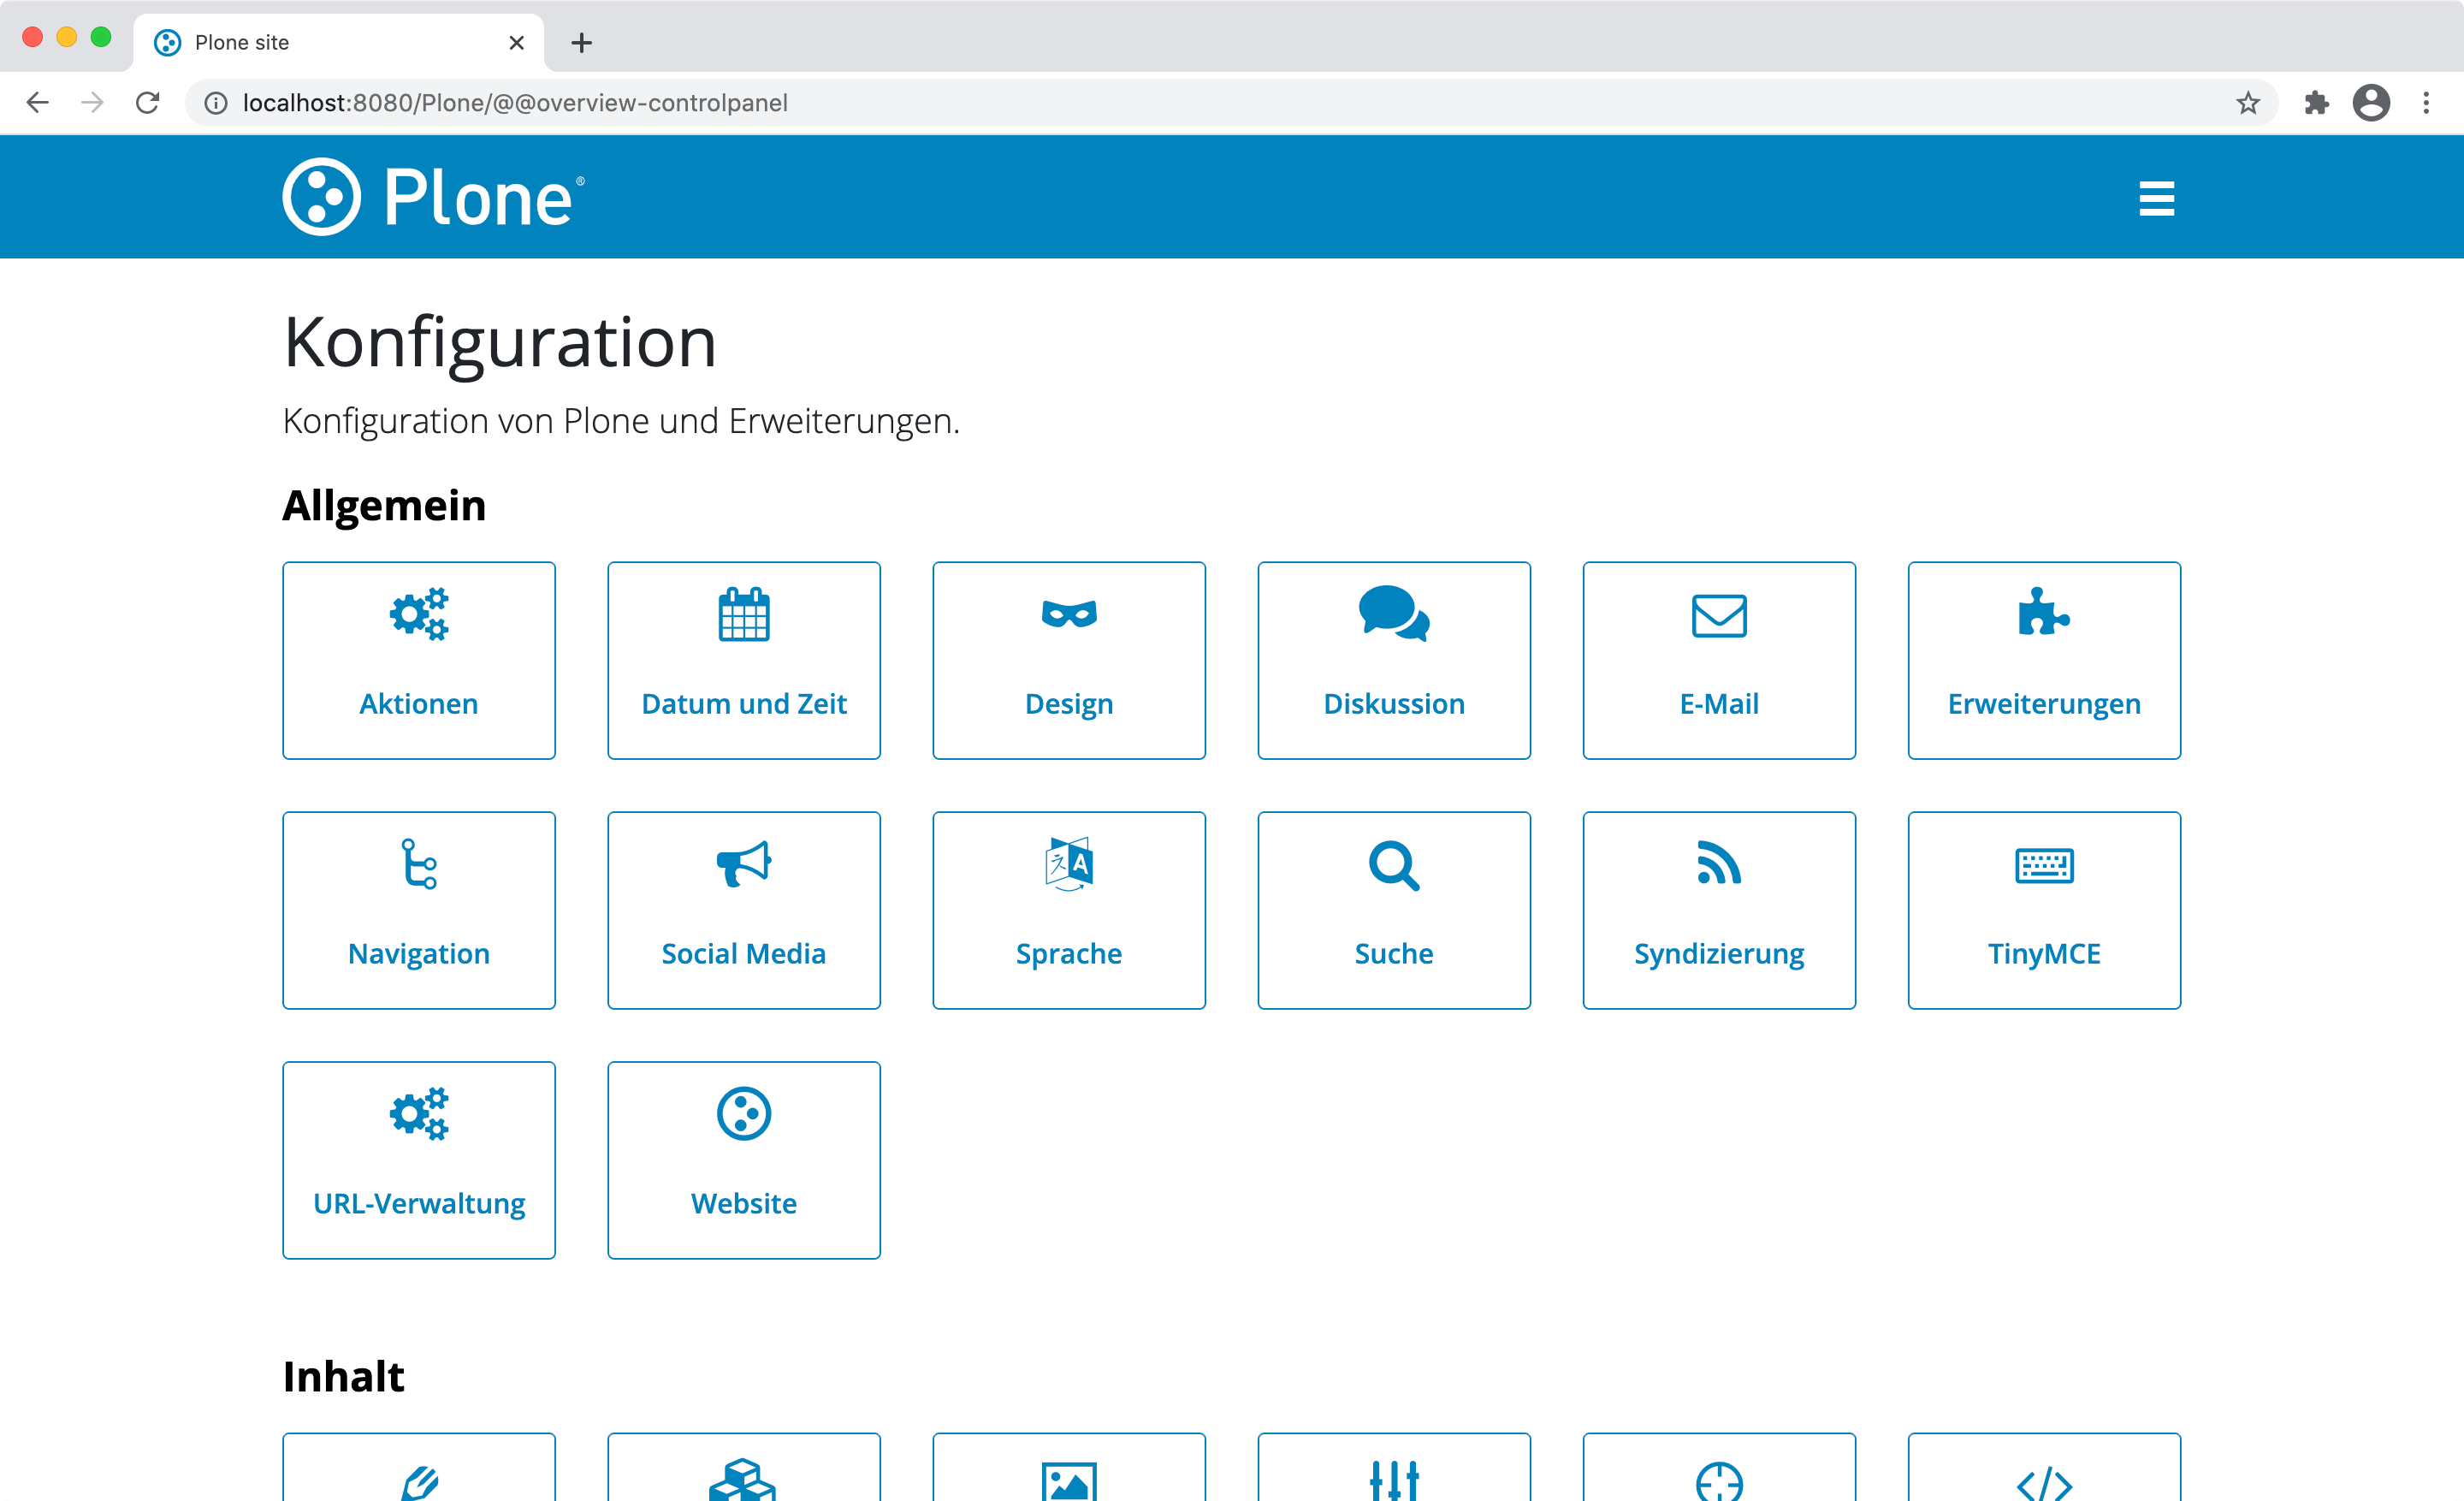 Plone site
localhost:8080/Plone/@@overview-controlpanel
Plone®
Konfiguration
Konfiguration von Plone und Erweiterungen.
Allgemein
Aktionen
Datum und Zeit
Design
Diskussion
E-Mail
Erweiterungen
Navigation
Social Media
Sprache
Suche
Syndizierung
TinyMCE
URL-Verwaltung
Website
Inhalt